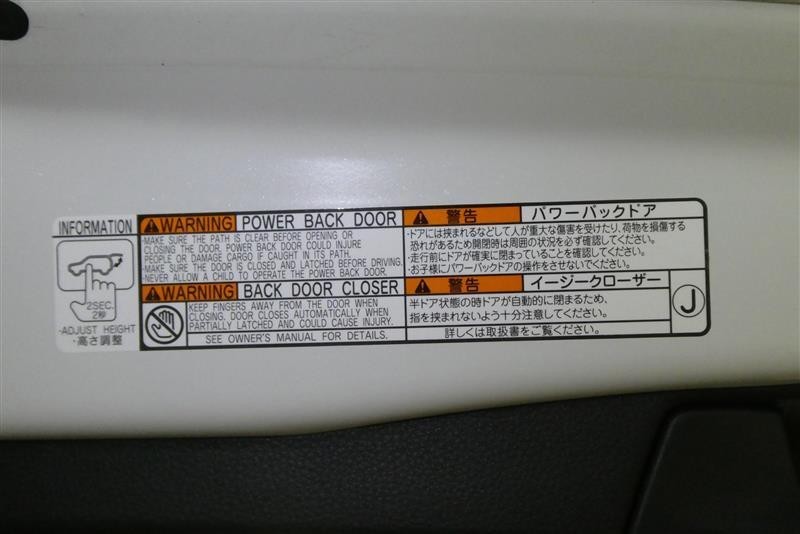 INFORMATION
2SEC.
2秒
·ADJUST HEIGHT
·高さ調整
WARNING POWER BACK DOOR
·MAKE SURE THE PATH IS CLEAR BEFORE OPENING OR
CLOSING THE DOOR. POWER BACK DOOR COULD INJURE
PEOPLE OR DAMAGE CARGO IF CAUGHT IN ITS PATH.
·MAKE SURE THE DOOR IS CLOSED AND LATCHED BEFORE DRIVING.
·NEVER ALLOW A CHILD TO OPERATE THE POWER BACK DOOR.
WARNING BACK DOOR CLOSER
KEEP FINGERS AWAY FROM THE DOOR WHEN
CLOSING. DOOR CLOSES AUTOMATICALLY WHEN
PARTIALLY LATCHED AND COULD CAUSE INJURY.
SEE OWNER'S MANUAL FOR DETAILS.
警告 パワーバックドア
·ドアには挟まれるなどして人が重大な傷害を受けたり、荷物を損傷する
恐れがあるため開閉時は周囲の状況を必ず確認してください。
·走行前にドアが確実に閉まっていることを確認してください。
·お子様にパワーバックドアの操作をさせないでください。
警告 イージークローザー
半ドア状態の時ドアが自動的に閉まるため、
指を挟まれないよう十分注意してください。
詳しくは取扱書をご覧ください。
J